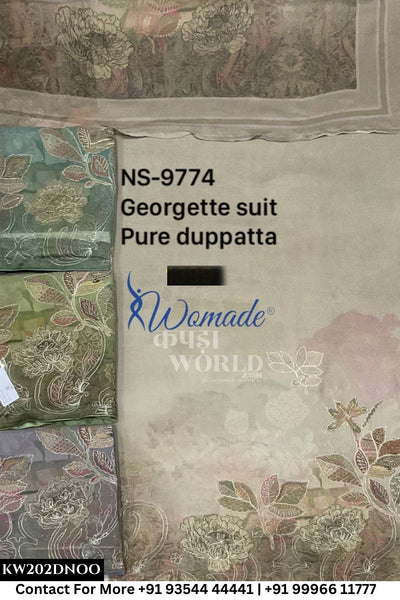 NS-9774
Georgette suit
Pure duppatta
Womade®
कपड़ा
WORLD
.COM
KW202DNOO
Contact For More +91 93544 44441 | +91 99966 11777